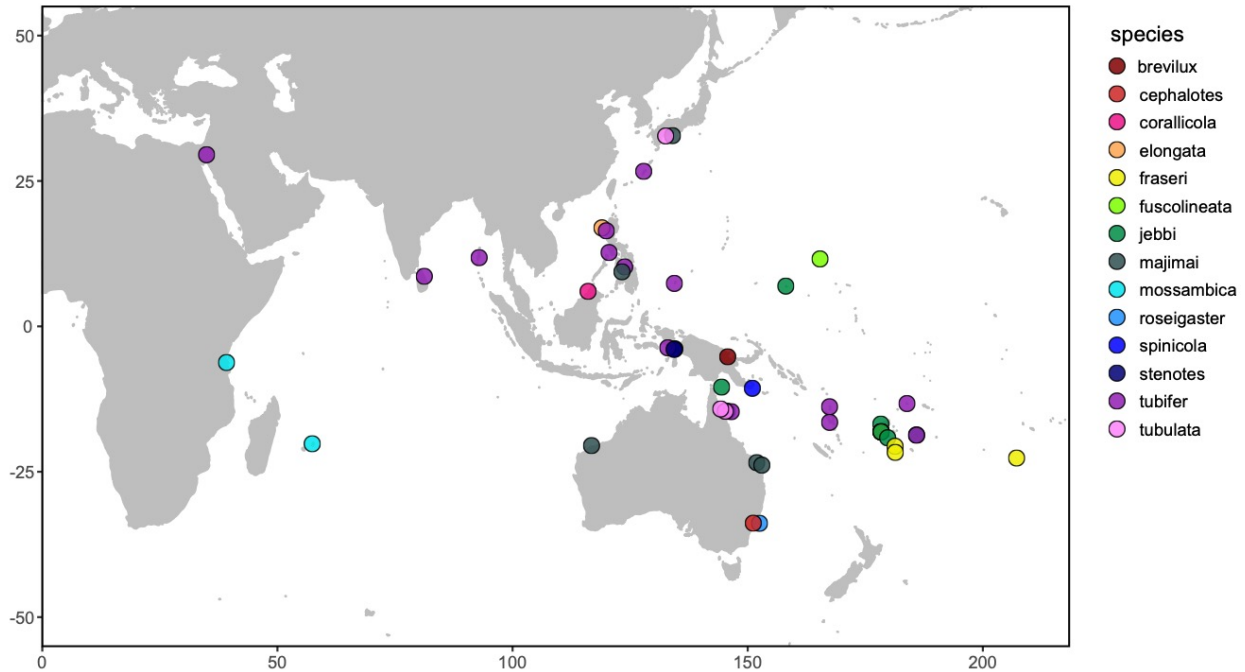 species
brevilux
cephalotes
corallicola
elongata
fraseri
fuscolineata
jebbi
majimai
mossambica
roseigaster
spinicola
stenotes
tubifer
tubulata
50
25
0
-25
-50
0 50 100 150 200